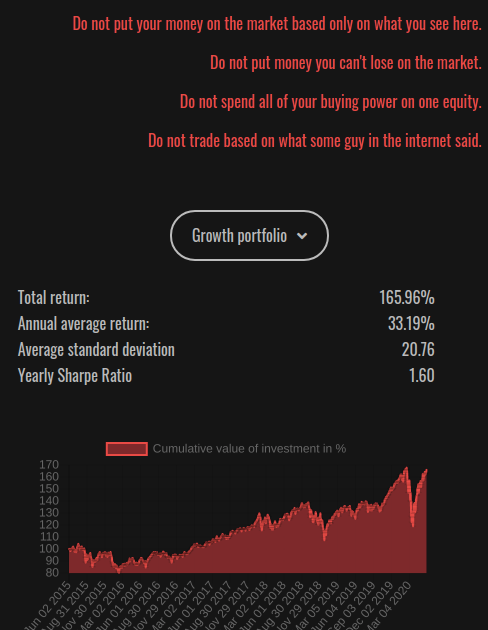 Do not put your money on the market based only on what you see here.
Do not put money you can't lose on the market.
Do not spend all of your buying power on one equity.
Do not trade based on what some guy in the internet said.
Growth portfolio
Total return: 165.96%
Annual average return: 33.19%
Average standard deviation 20.76
Yearly Sharpe Ratio 1.60
Cumulative value of investment in %
170
160
150
140
130
120
110
100
90
80
Jun 02 2015
Aug 31 2015
Nov 30 2015
Mar 02 2016
Jun 01 2016
Aug 30 2016
Nov 29 2016
Mar 02 2017
Jun 01 2017
Aug 30 2017
Nov 29 2017
Mar 02 2018
Jun 01 2018
Aug 30 2018
Nov 29 2018
Mar 05 2019
Jun 04 2019
Sep 03 2019
Dec 02 2019
Mar 04 2020